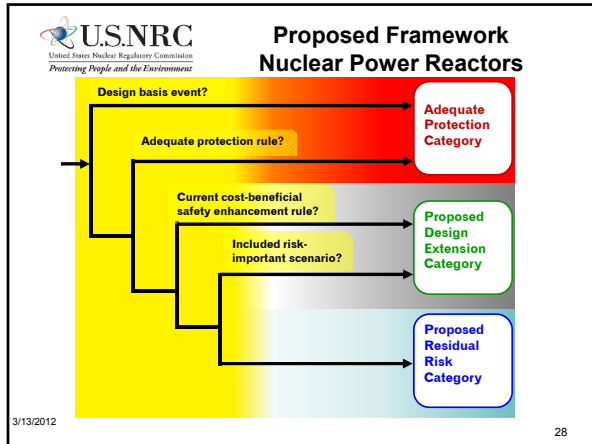 U.S.NRC
United States Nuclear Regulatory Commission
Protecting People and the Environment
Proposed Framework
Nuclear Power Reactors
Design basis event?
Adequate
Protection
Category
Adequate protection rule?
Current cost-beneficial
safety enhancement rule?
Proposed
Design
Extension
Category
Included risk-
important scenario?
Proposed
Residual
Risk
Category
3/13/2012
28